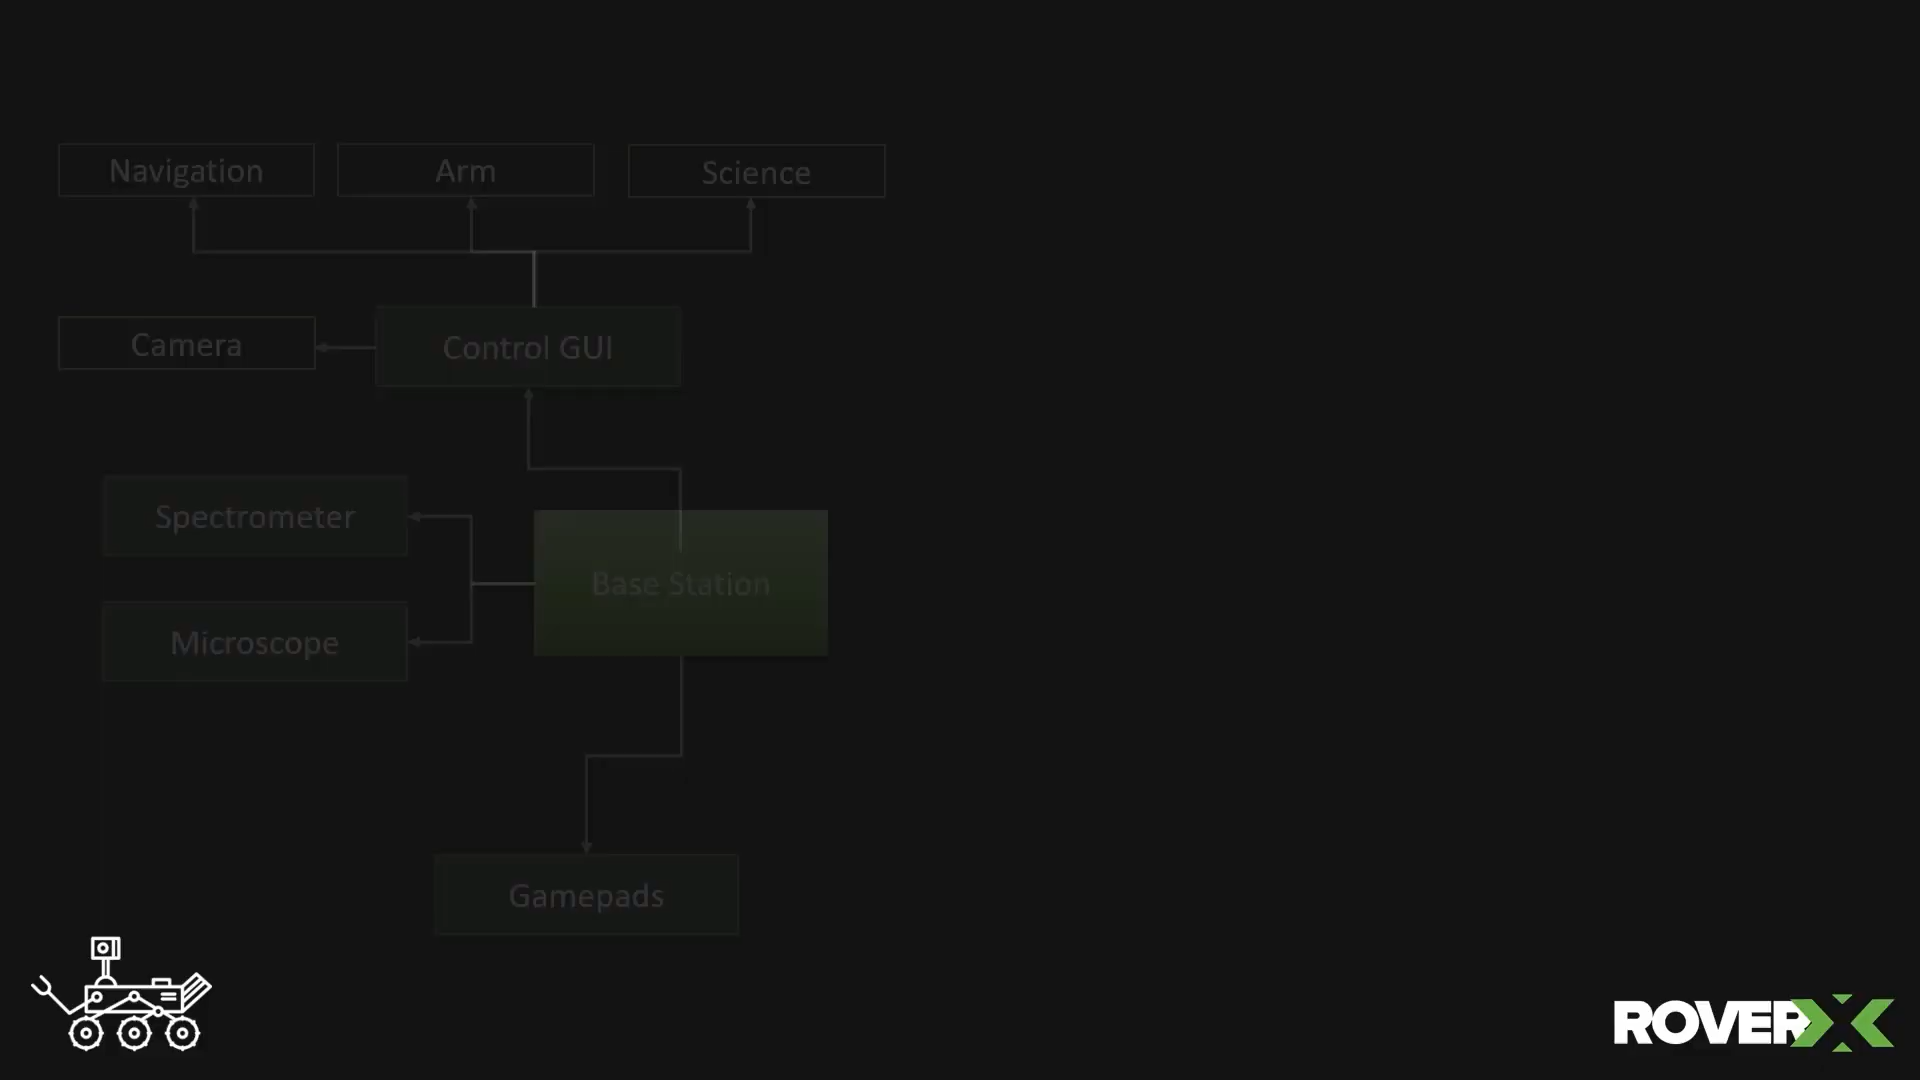 Navigation
Arm
Science
Camera
Control GUI
Spectrometer
Base Station
Microscope
Gamepads
ROVERX